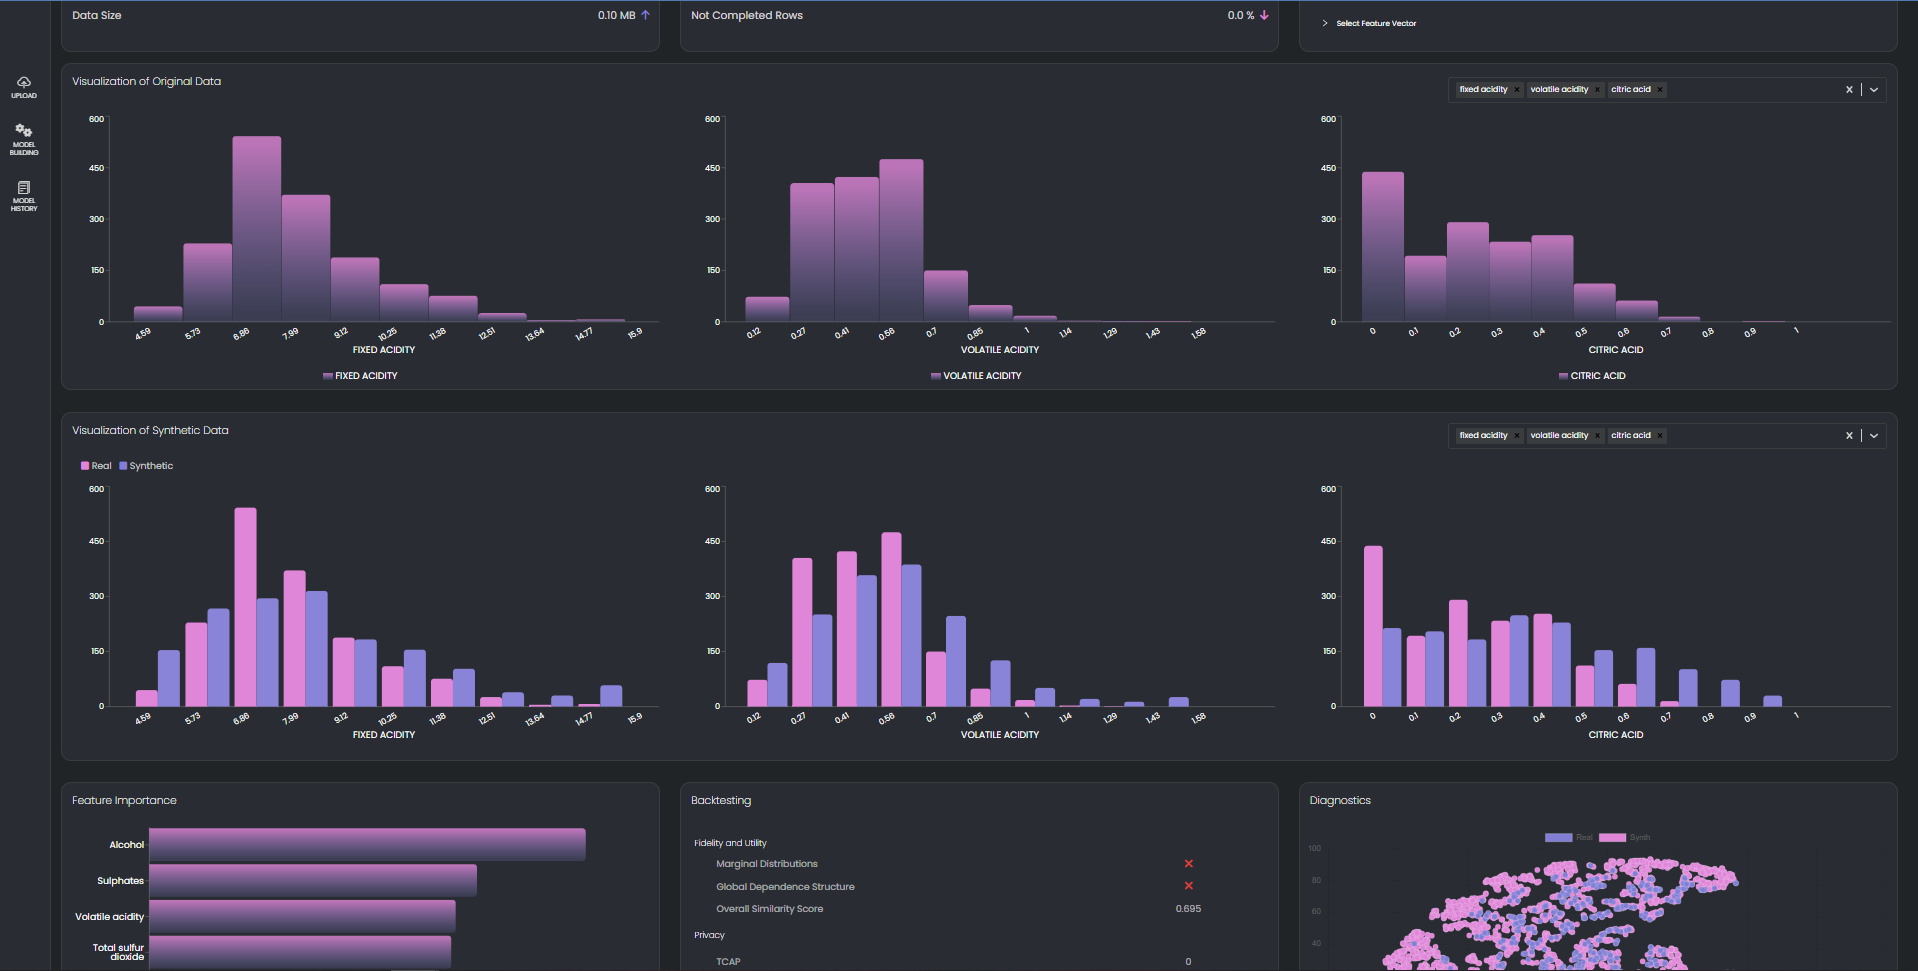 Data Size 0.10 MB
Not Completed Rows 0.0 %
Select Feature Vector
UPLOAD
MODEL
BUILDING
MODEL
HISTORY
Visualization of Original Data
fixed acidity × volatile acidity × citric acid ×
600
450
300
150
0
4.59 5.73 6.86 7.99 9.12 10.25 11.38 12.51 13.64 14.77 15.9
FIXED ACIDITY
FIXED ACIDITY
600
450
300
150
0
0.12 0.27 0.41 0.56 0.7 0.85 1 1.14 1.29 1.43 1.58
VOLATILE ACIDITY
VOLATILE ACIDITY
600
450
300
150
0
0 0.1 0.2 0.3 0.4 0.5 0.6 0.7 0.8 0.9 1
CITRIC ACID
CITRIC ACID
Visualization of Synthetic Data
fixed acidity × volatile acidity × citric acid ×
Real Synthetic
600
450
300
150
0
4.59 5.73 6.86 7.99 9.12 10.25 11.38 12.51 13.64 14.77 15.9
FIXED ACIDITY
600
450
300
150
0
0.12 0.27 0.41 0.56 0.7 0.85 1 1.14 1.29 1.43 1.58
VOLATILE ACIDITY
600
450
300
150
0
0 0.1 0.2 0.3 0.4 0.5 0.6 0.7 0.8 0.9 1
CITRIC ACID
Feature Importance
Alcohol
Sulphates
Volatile acidity
Total sulfur
dioxide
Backtesting
Fidelity and Utility
Marginal Distributions
Global Dependence Structure
Overall Similarity Score 0.695
Privacy
TCAP 0
Diagnostics
Real Synth
100
80
60
40